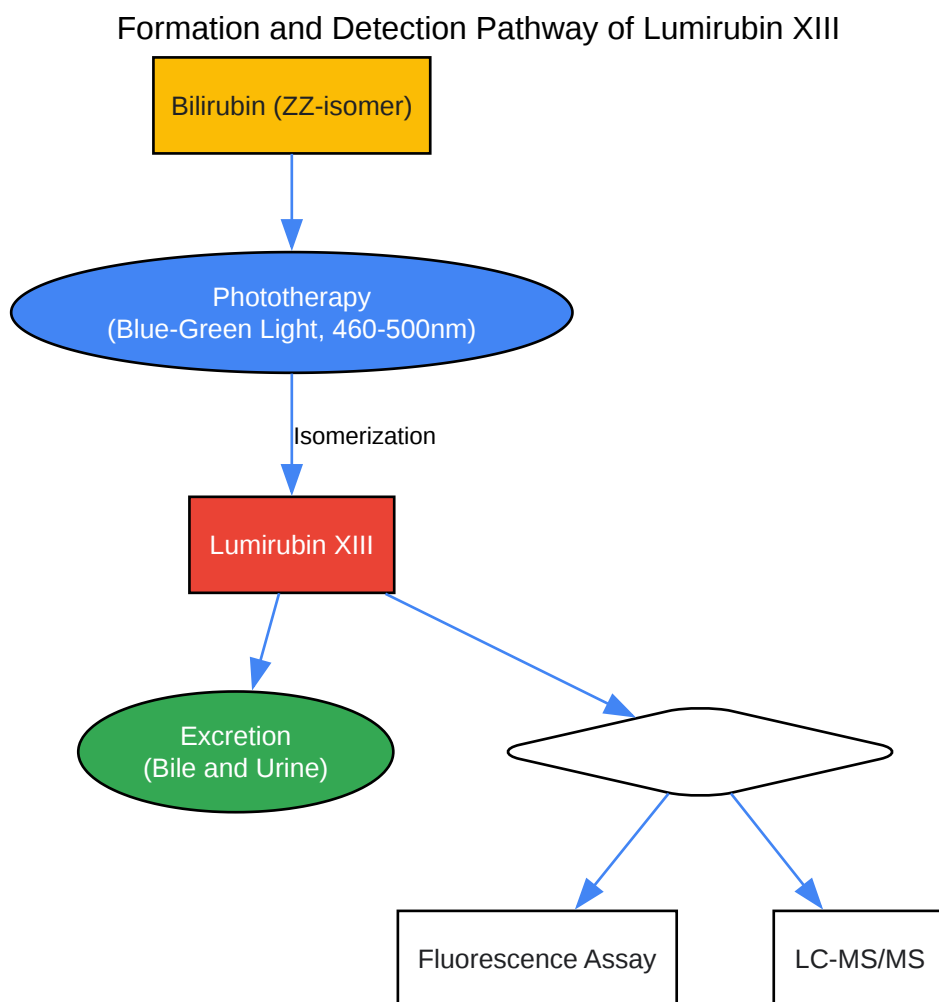 Formation and Detection Pathway of Lumirubin XIII
Bilirubin (ZZ-isomer)
Phototherapy
(Blue-Green Light, 460-500nm)
Isomerization
Lumirubin XIII
Excretion
(Bile and Urine)
Fluorescence Assay
LC-MS/MS